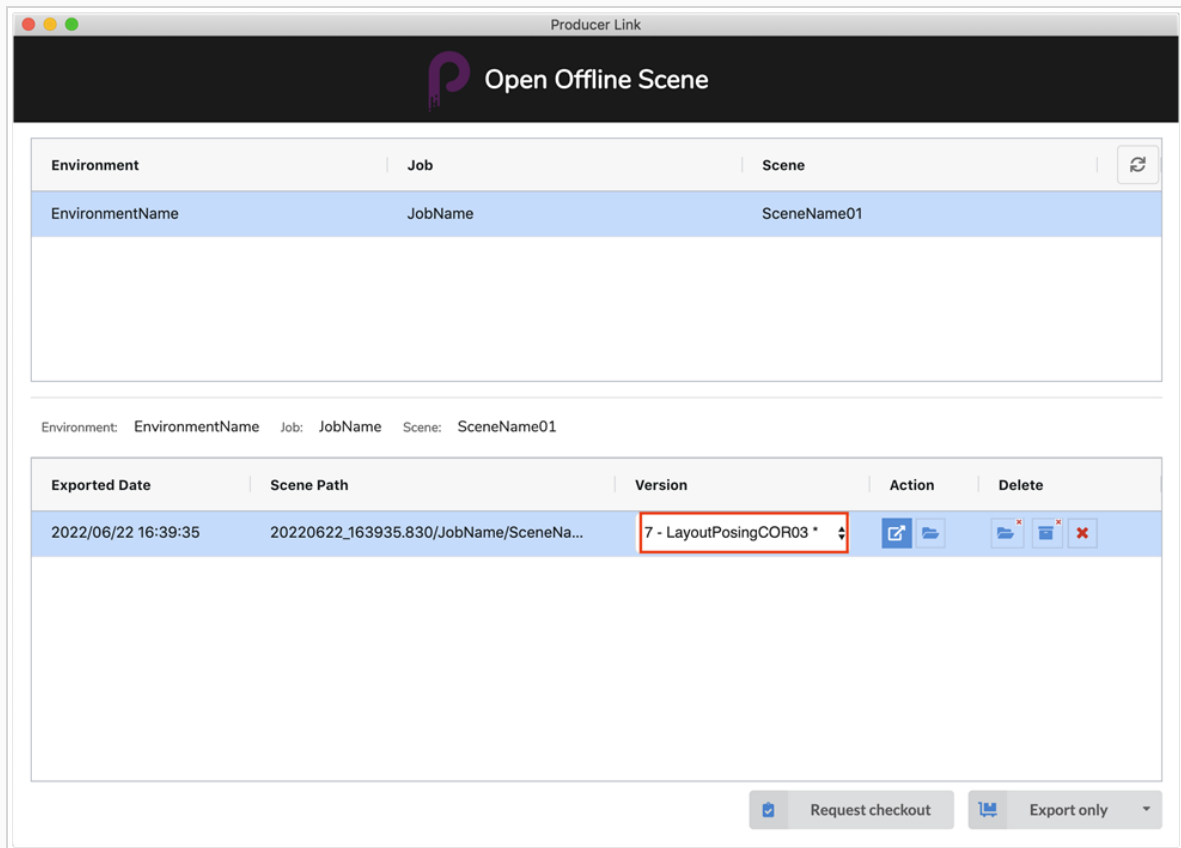 Producer Link
Open Offline Scene
Environment Job Scene
EnvironmentName JobName SceneName01
Environment: EnvironmentName Job: JobName Scene: SceneName01
Exported Date Scene Path Version Action Delete
2022/06/22 16:39:35 20220622_163935.830/JobName/SceneNa... 7 - LayoutPosingCOR03 *
Request checkout Export only